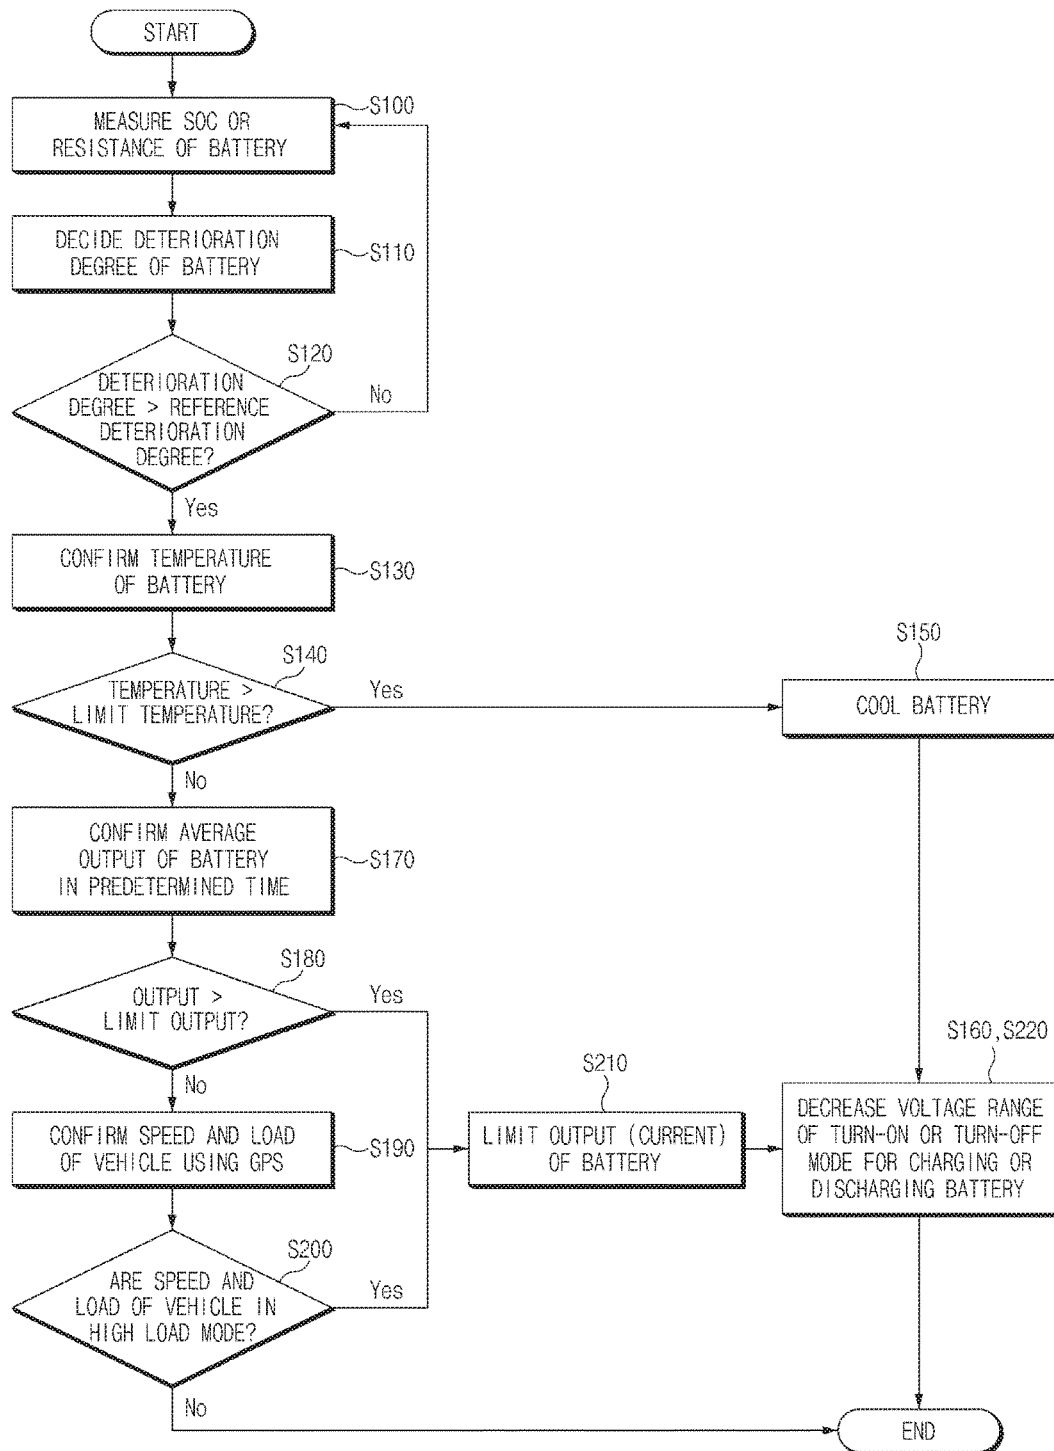 START
S100
MEASURE SOC OR
RESISTANCE OF BATTERY
DECIDE DETERIORATION
DEGREE OF BATTERY
S110
S120
DETERIORATION
DEGREE > REFERENCE
DETERIORATION
DEGREE?
No
Yes
CONFIRM TEMPERATURE
OF BATTERY
S130
S140
TEMPERATURE >
LIMIT TEMPERATURE?
Yes
No
S150
COOL BATTERY
CONFIRM AVERAGE
OUTPUT OF BATTERY
IN PREDETERMINED TIME
S170
S180
OUTPUT >
LIMIT OUTPUT?
Yes
No
CONFIRM SPEED AND LOAD
OF VEHICLE USING GPS
S190
S210
LIMIT OUTPUT (CURRENT)
OF BATTERY
S160, S220
DECREASE VOLTAGE RANGE
OF TURN-ON OR TURN-OFF
MODE FOR CHARGING OR
DISCHARGING BATTERY
S200
ARE SPEED AND
LOAD OF VEHICLE IN
HIGH LOAD MODE?
Yes
No
END